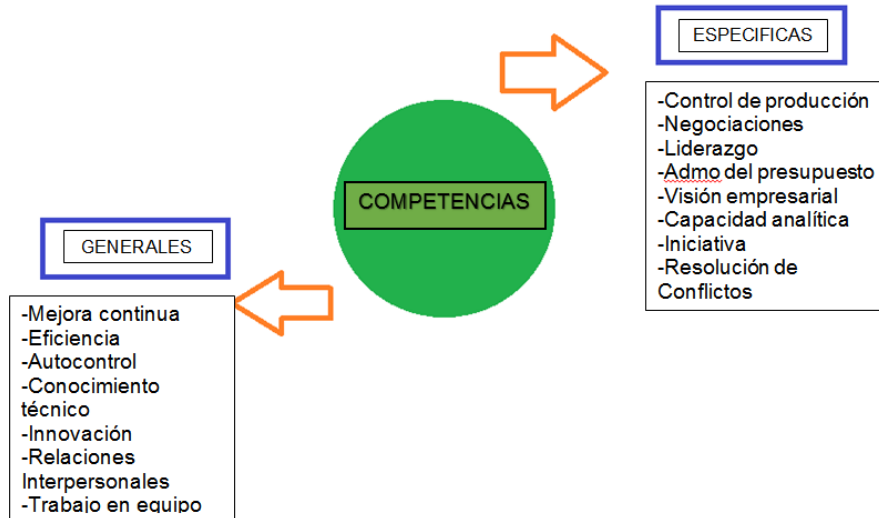 ESPECIFICAS
-Control de producción
-Negociaciones
-Liderazgo
-Admo del presupuesto
-Visión empresarial
-Capacidad analítica
-Iniciativa
-Resolución de
Conflictos
COMPETENCIAS
GENERALES
-Mejora continua
-Eficiencia
-Autocontrol
-Conocimiento
técnico
-Innovación
-Relaciones
Interpersonales
-Trabajo en equipo